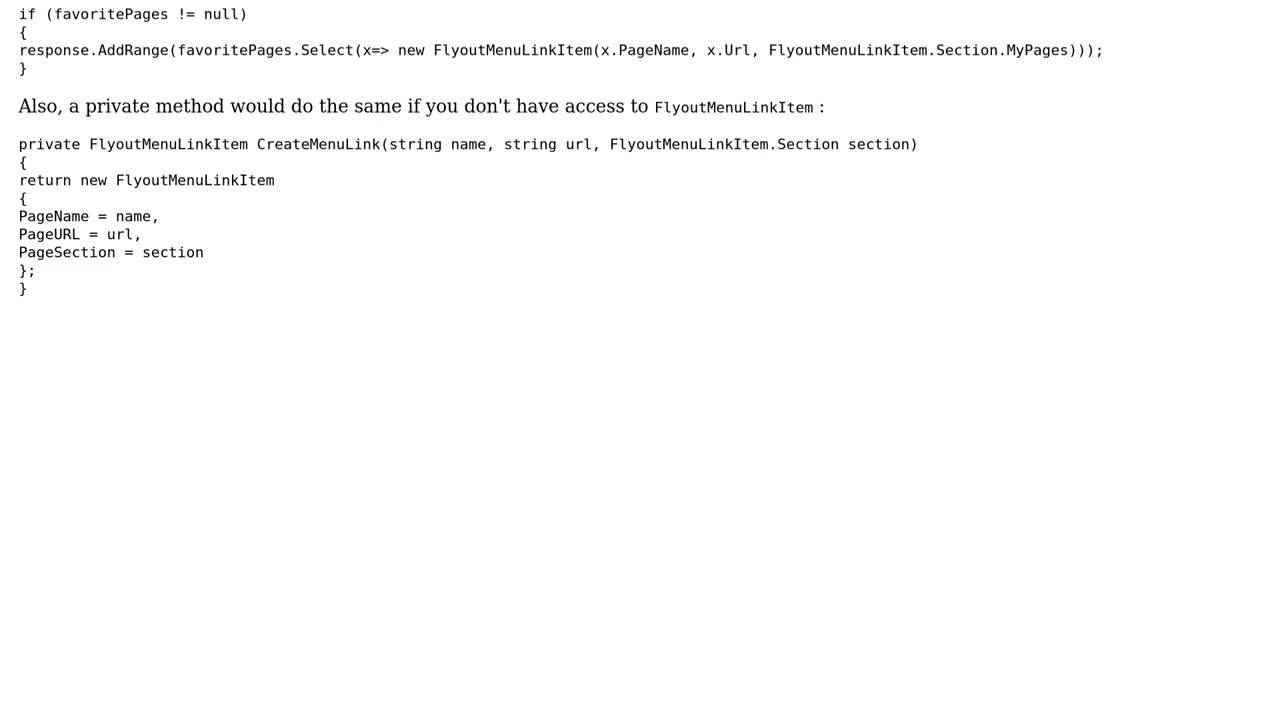 if (favoritePages != null)
{
response.AddRange(favoritePages.Select(x=> new FlyoutMenuLinkItem(x.PageName, x.Url, FlyoutMenuLinkItem.Section.MyPages)));
}
Also, a private method would do the same if you don't have access to FlyoutMenuLinkItem :
private FlyoutMenuLinkItem CreateMenuLink(string name, string url, FlyoutMenuLinkItem.Section section)
{
return new FlyoutMenuLinkItem
{
PageName = name,
PageURL = url,
PageSection = section
};
}